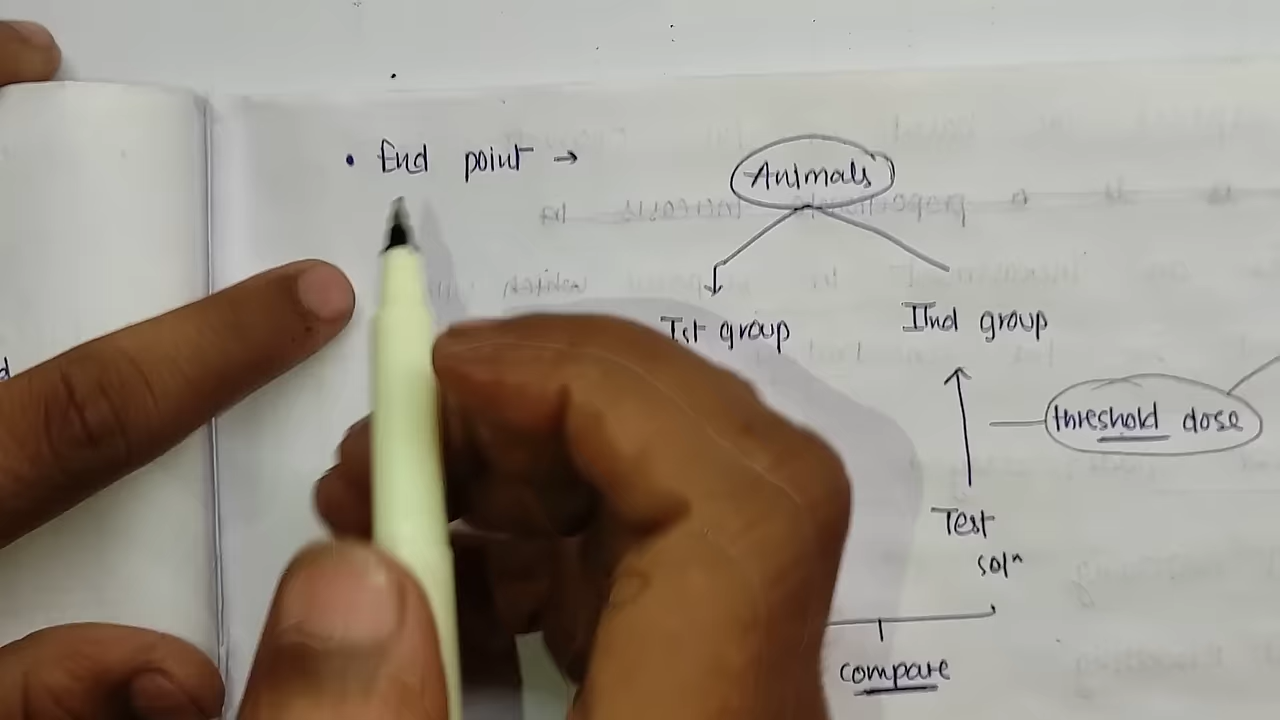 • End point →
Animals
Ist group
IInd group
threshold dose
Test
solⁿ
compare